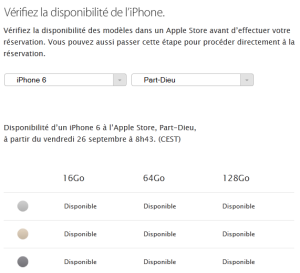 Vérifiez la disponibilité de l'iPhone.
Vérifiez la disponibilité des modèles dans un Apple Store avant d'effectuer votre
réservation. Vous pouvez aussi passer cette étape pour procéder directement à la
réservation.
iPhone 6 Part-Dieu
Disponibilité d'un iPhone 6 à l'Apple Store, Part-Dieu,
à partir du vendredi 26 septembre à 8h43. (CEST)
16Go 64Go 128Go
Disponible Disponible Disponible
Disponible Disponible Disponible
Disponible Disponible Disponible